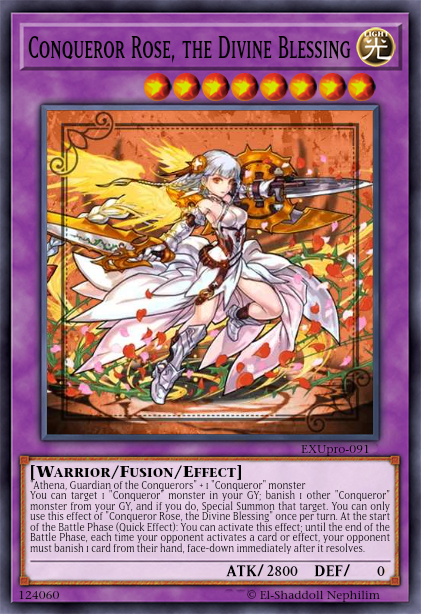 Conqueror Rose, the Divine Blessing
LIGHT
光
EXUpro-091
[Warrior/Fusion/Effect]
"Athena, Guardian of the Conquerors" + 1 "Conqueror" monster
You can target 1 "Conqueror" monster in your GY; banish 1 other "Conqueror"
monster from your GY, and if you do, Special Summon that target. You can only
use this effect of "Conqueror Rose, the Divine Blessing" once per turn. At the start
of the Battle Phase (Quick Effect): You can activate this effect; until the end of the
Battle Phase, each time your opponent activates a card or effect, your opponent
must banish 1 card from their hand, face-down immediately after it resolves.
ATK/ 2800 DEF/ 0
124060 © El-Shaddoll Nephilim